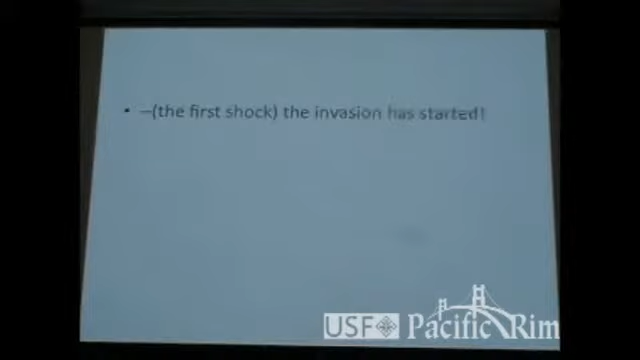 • –(the first shock) the invasion has started!
USF Pacific Rim